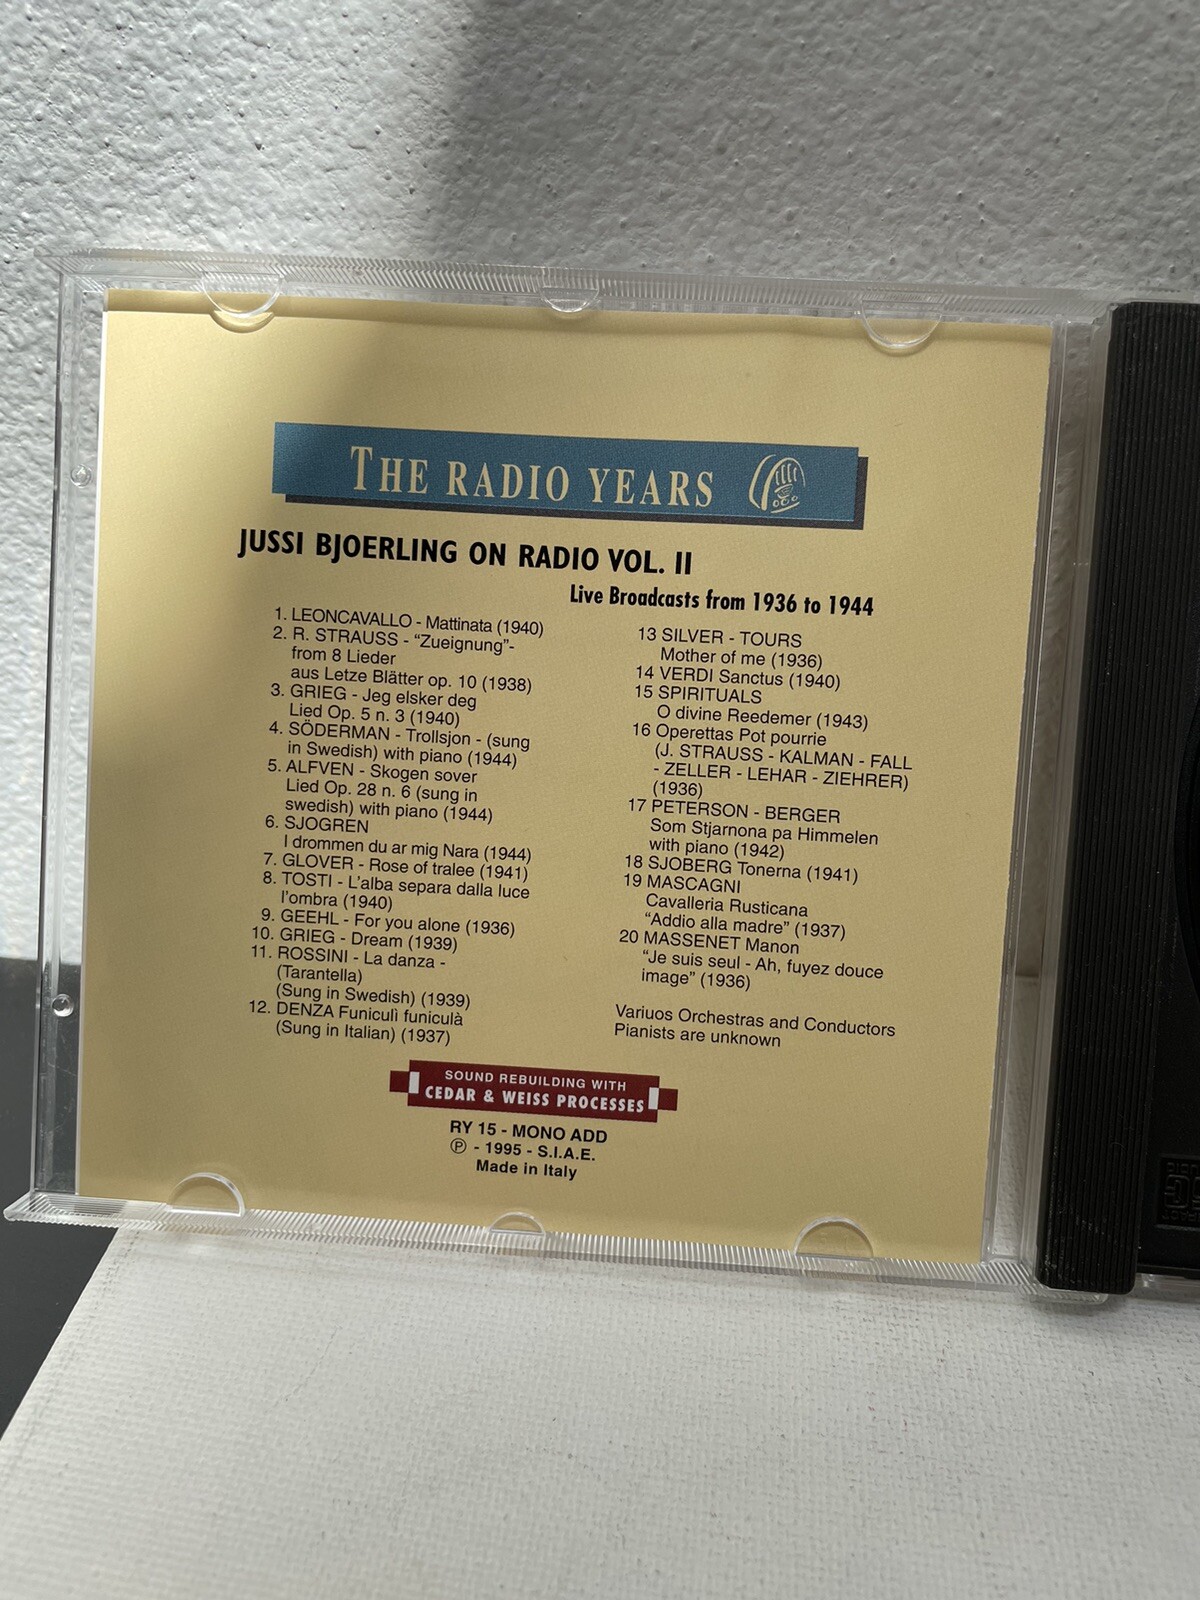 THE RADIO YEARS
JUSSI BJOERLING ON RADIO VOL. II
Live Broadcasts from 1936 to 1944
1. LEONCAVALLO - Mattinata (1940)
2. R. STRAUSS - "Zueignung"-
from 8 Lieder
aus Letze Blätter op. 10 (1938)
3. GRIEG - Jeg elsker deg
Lied Op. 5 n. 3 (1940)
4. SÖDERMAN - Trollsjon - (sung
in Swedish) with piano (1944)
5. ALFVEN - Skogen sover
Lied Op. 28 n. 6 (sung in
swedish) with piano (1944)
6. SJOGREN
I drommen du ar mig Nara (1944)
7. GLOVER - Rose of tralee (1941)
8. TOSTI - L'alba separa dalla luce
l'ombra (1940)
9. GEEHL - For you alone (1936)
10. GRIEG - Dream (1939)
11. ROSSINI - La danza -
(Tarantella)
(Sung in Swedish) (1939)
12. DENZA Funiculì funiculà
(Sung in Italian) (1937)
13 SILVER - TOURS
Mother of me (1936)
14 VERDI Sanctus (1940)
15 SPIRITUALS
O divine Reedemer (1943)
16 Operettas Pot pourrie
(J. STRAUSS - KALMAN - FALL
- ZELLER - LEHAR - ZIEHRER)
(1936)
17 PETERSON - BERGER
Som Stjarnona pa Himmelen
with piano (1942)
18 SJOBERG Tonerna (1941)
19 MASCAGNI
Cavalleria Rusticana
"Addio alla madre" (1937)
20 MASSENET Manon
"Je suis seul - Ah, fuyez douce
image" (1936)
Variuos Orchestras and Conductors
Pianists are unknown
SOUND REBUILDING WITH
CEDAR & WEISS PROCESSES
RY 15 - MONO ADD
℗ - 1995 - S.I.A.E.
Made in Italy